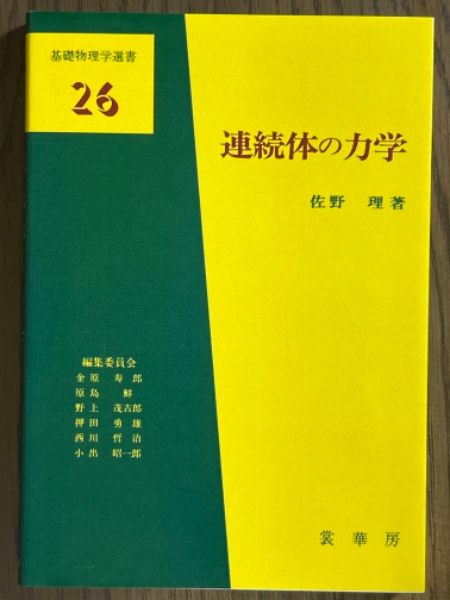 基礎物理学選書
26
連続体の力学
佐野 理著
編集委員会
金原 寿郎
原島 鮮
野上 茂吉郎
押田 勇雄
西川 哲治
小出 昭一郎
裳華房